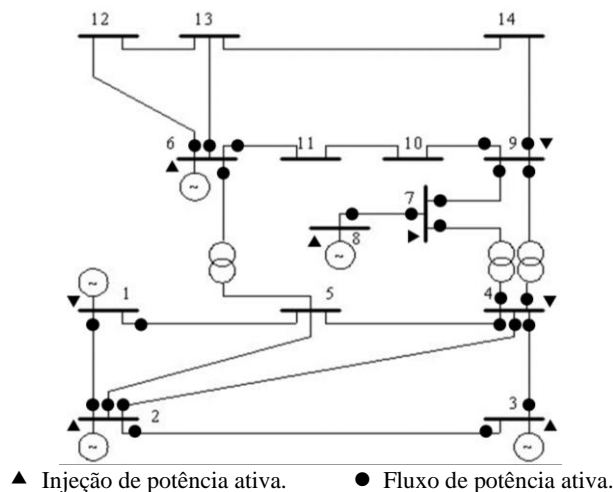 12 13 14
6 11 10 9
7
8
1 5 4
2 3
▲ Injeção de potência ativa. ● Fluxo de potência ativa.